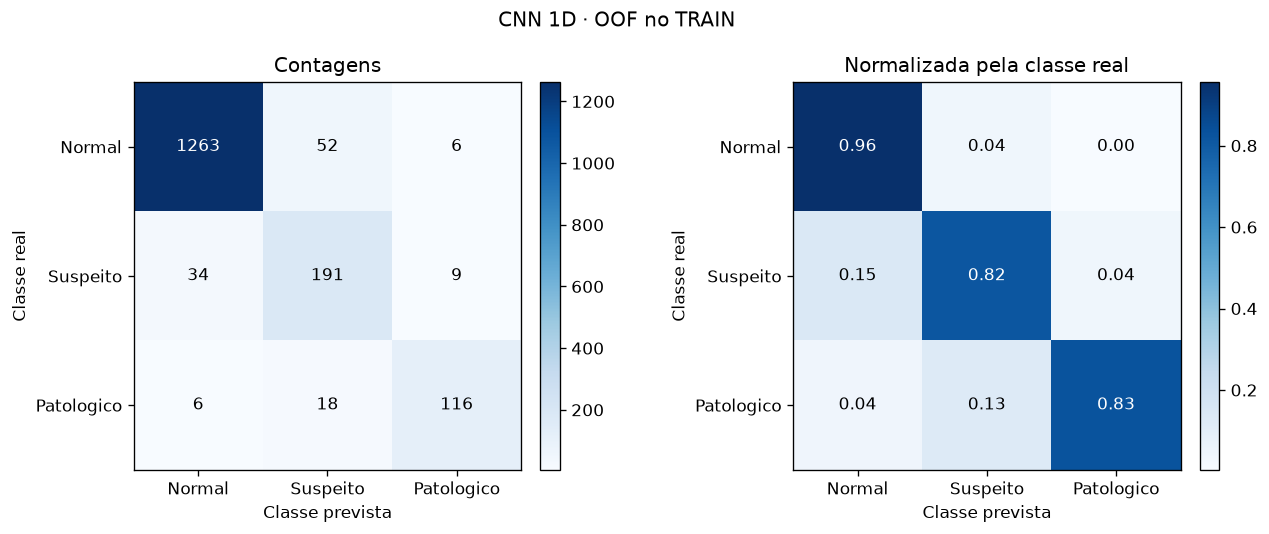 CNN 1D · OOF no TRAIN
Contagens
Classe real
Normal 1263 52 6
Suspeito 34 191 9
Patologico 6 18 116
Normal Suspeito Patologico
Classe prevista
1200
1000
800
600
400
200
Normalizada pela classe real
Classe real
Normal 0.96 0.04 0.00
Suspeito 0.15 0.82 0.04
Patologico 0.04 0.13 0.83
Normal Suspeito Patologico
Classe prevista
0.8
0.6
0.4
0.2